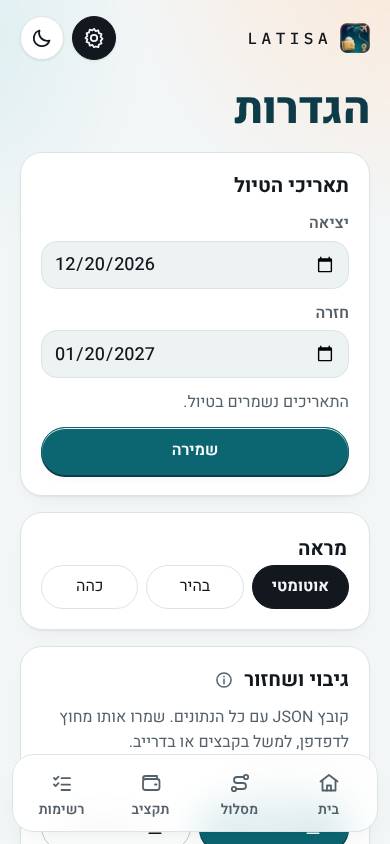 LATISA
הגדרות
תאריכי הטיול
יציאה
12/20/2026
חזרה
01/20/2027
התאריכים נשמרים בטיול.
שמירה
מראה
אוטומטי
בהיר
כהה
גיבוי ושחזור
קובץ JSON עם כל הנתונים. שמרו אותו מחוץ
לדפדפן, למשל בקבצים או בדרייב.
בית
מסלול
תקציב
רשימות